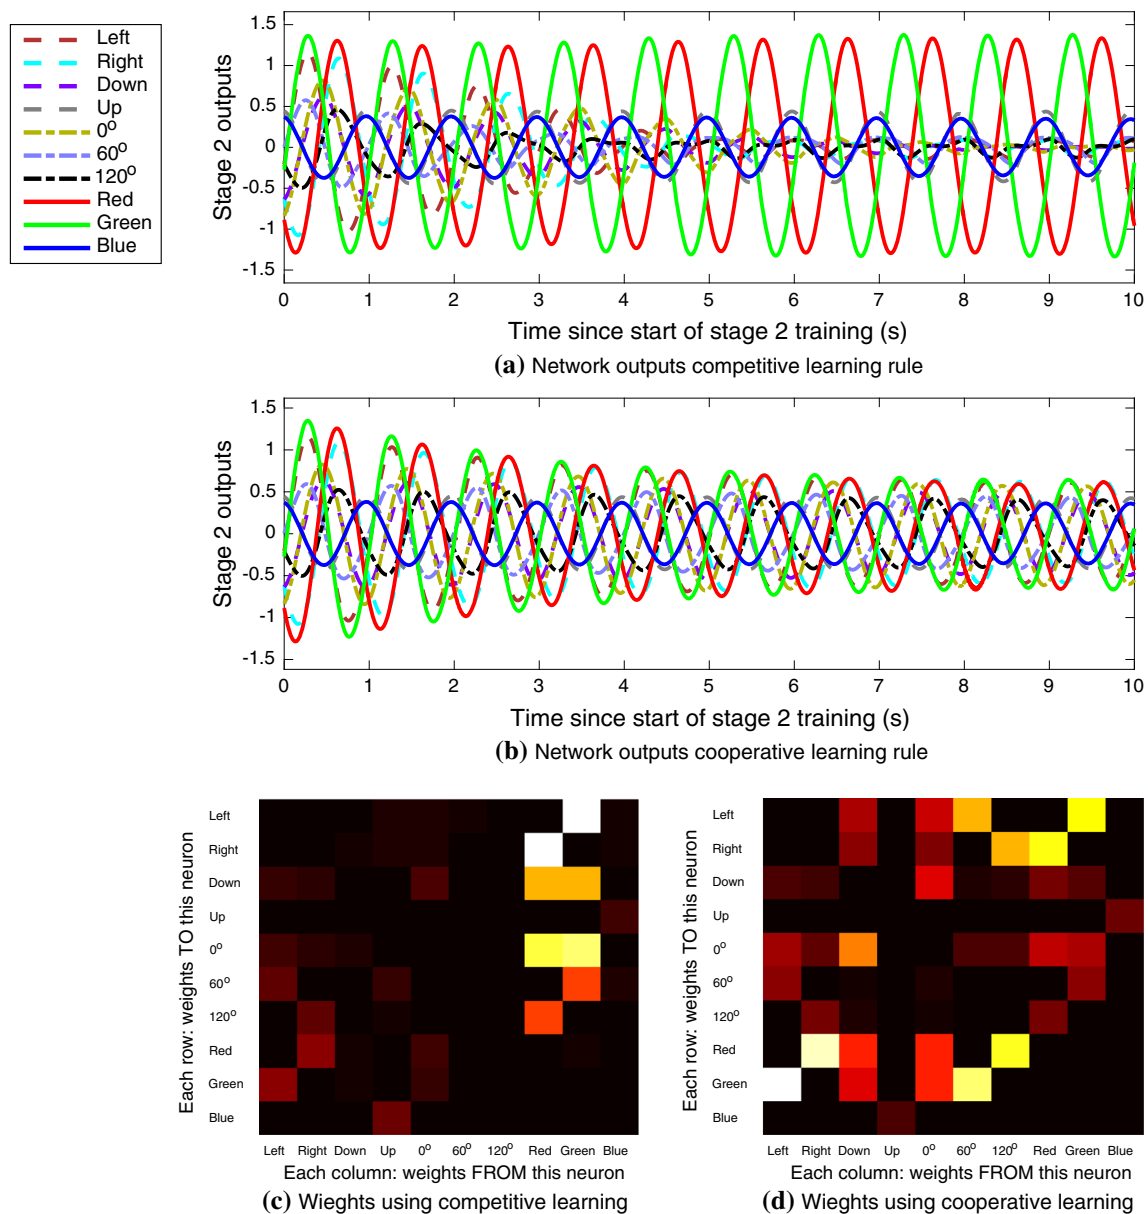 Left
Right
Down
Up
0º
60º
120º
Red
Green
Blue
Stage 2 outputs
1.5
1
0.5
0
-0.5
-1
-1.5
0 1 2 3 4 5 6 7 8 9 10
Time since start of stage 2 training (s)
(a) Network outputs competitive learning rule
Stage 2 outputs
1.5
1
0.5
0
-0.5
-1
-1.5
0 1 2 3 4 5 6 7 8 9 10
Time since start of stage 2 training (s)
(b) Network outputs cooperative learning rule
Each row: weights TO this neuron
Left
Right
Down
Up
0º
60º
120º
Red
Green
Blue
Left Right Down Up 0º 60º 120º Red Green Blue
Each column: weights FROM this neuron
(c) Wieghts using competitive learning
Each row: weights TO this neuron
Left
Right
Down
Up
0º
60º
120º
Red
Green
Blue
Left Right Down Up 0º 60º 120º Red Green Blue
Each column: weights FROM this neuron
(d) Wieghts using cooperative learning